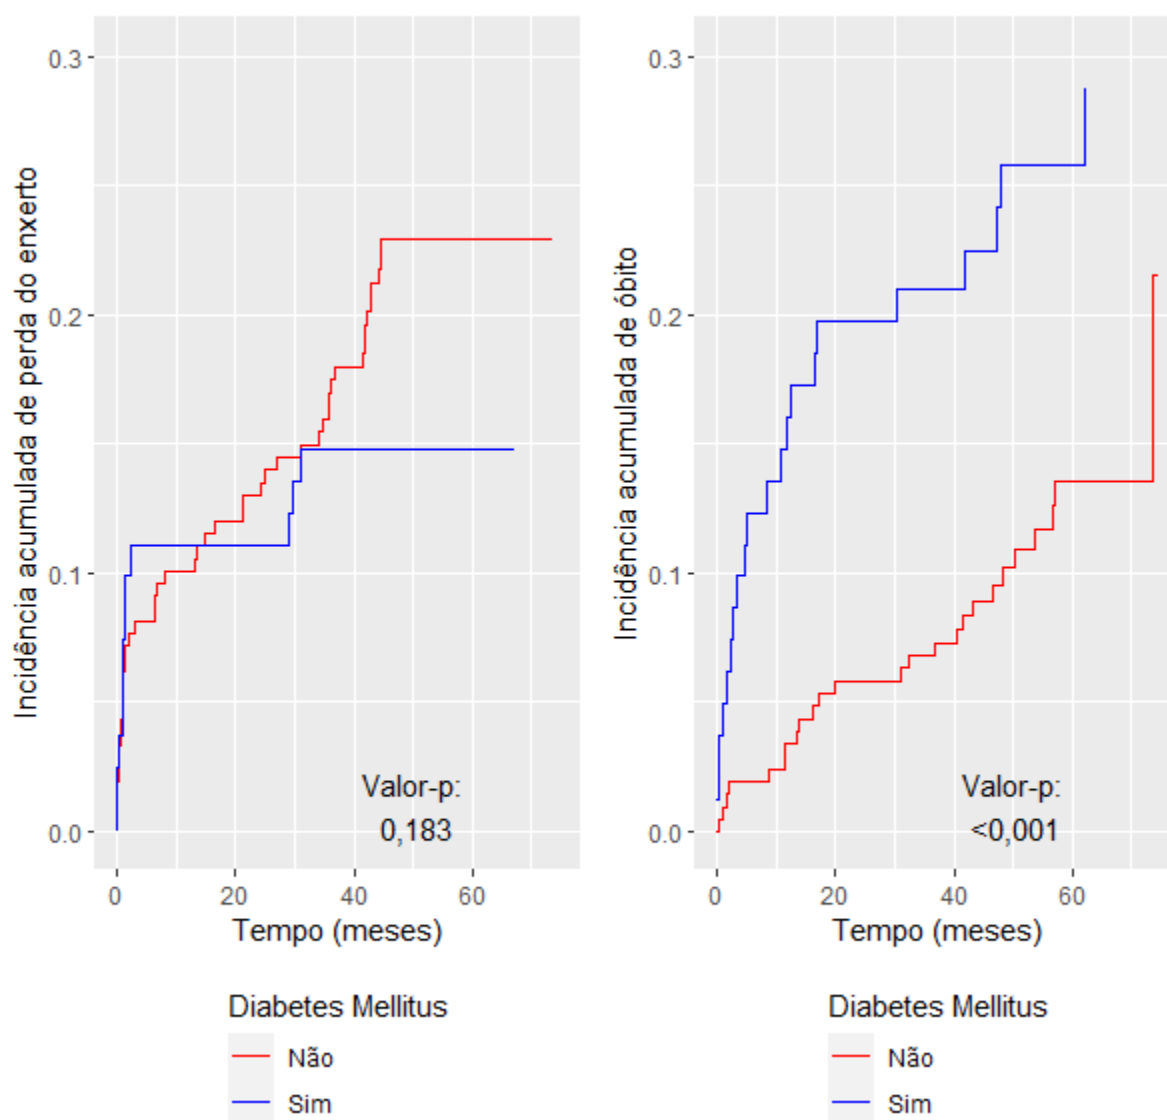 Incidência acumulada de perda do enxerto
0.3
0.2
0.1
0.0
Valor-p:
0,183
0
20
40
60
Tempo (meses)
Diabetes Mellitus
Não
Sim
Incidência acumulada de óbito
0.3
0.2
0.1
0.0
Valor-p:
<0,001
0
20
40
60
Tempo (meses)
Diabetes Mellitus
Não
Sim